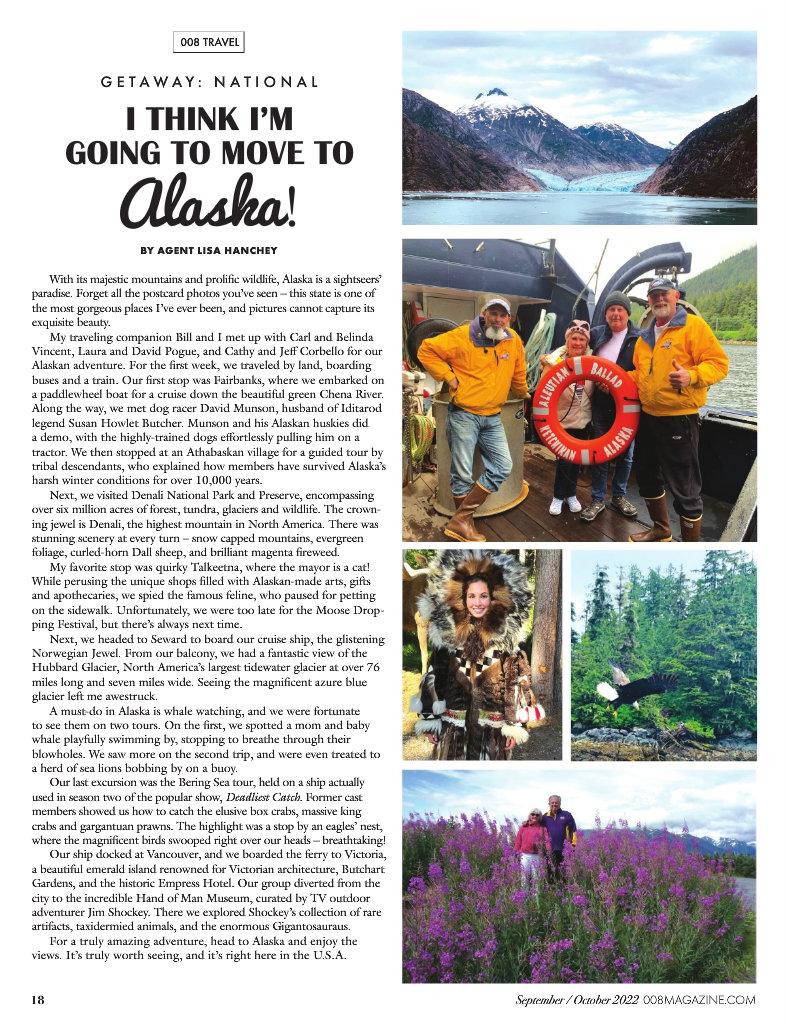 008 TRAVEL
GETAWAY: NATIONAL
I THINK I'M
GOING TO MOVE TO
Alaska!
BY AGENT LISA HANCHEY
With its majestic mountains and prolific wildlife, Alaska is a sightseers'
paradise. Forget all the postcard photos you've seen – this state is one of
the most gorgeous places I've ever been, and pictures cannot capture its
exquisite beauty.
My traveling companion Bill and I met up with Carl and Belinda
Vincent, Laura and David Pogue, and Cathy and Jeff Corbello for our
Alaskan adventure. For the first week, we traveled by land, boarding
buses and a train. Our first stop was Fairbanks, where we embarked on
a paddlewheel boat for a cruise down the beautiful green Chena River.
Along the way, we met dog racer David Munson, husband of Iditarod
legend Susan Howlet Butcher. Munson and his Alaskan huskies did
a demo, with the highly-trained dogs effortlessly pulling him on a
tractor. We then stopped at an Athabaskan village for a guided tour by
tribal descendants, who explained how members have survived Alaska's
harsh winter conditions for over 10,000 years.
Next, we visited Denali National Park and Preserve, encompassing
over six million acres of forest, tundra, glaciers and wildlife. The crown-
ing jewel is Denali, the highest mountain in North America. There was
stunning scenery at every turn – snow capped mountains, evergreen
foliage, curled-horn Dall sheep, and brilliant magenta fireweed.
My favorite stop was quirky Talkeetna, where the mayor is a cat!
While perusing the unique shops filled with Alaskan-made arts, gifts
and apothecaries, we spied the famous feline, who paused for petting
on the sidewalk. Unfortunately, we were too late for the Moose Drop-
ping Festival, but there's always next time.
Next, we headed to Seward to board our cruise ship, the glistening
Norwegian Jewel. From our balcony, we had a fantastic view of the
Hubbard Glacier, North America's largest tidewater glacier at over 76
miles long and seven miles wide. Seeing the magnificent azure blue
glacier left me awestruck.
A must-do in Alaska is whale watching, and we were fortunate
to see them on two tours. On the first, we spotted a mom and baby
whale playfully swimming by, stopping to breathe through their
blowholes. We saw more on the second trip, and were even treated to
a herd of sea lions bobbing by on a buoy.
Our last excursion was the Bering Sea tour, held on a ship actually
used in season two of the popular show, Deadliest Catch. Former cast
members showed us how to catch the elusive box crabs, massive king
crabs and gargantuan prawns. The highlight was a stop by an eagles' nest,
where the magnificent birds swooped right over our heads – breathtaking!
Our ship docked at Vancouver, and we boarded the ferry to Victoria,
a beautiful emerald island renowned for Victorian architecture, Butchart
Gardens, and the historic Empress Hotel. Our group diverted from the
city to the incredible Hand of Man Museum, curated by TV outdoor
adventurer Jim Shockey. There we explored Shockey's collection of rare
artifacts, taxidermied animals, and the enormous Gigantosauraus.
For a truly amazing adventure, head to Alaska and enjoy the
views. It's truly worth seeing, and it's right here in the U.S.A.
ALEUTIAN BALLAD
KETCHIKAN ALASKA
18
September / October 2022 008MAGAZINE.COM